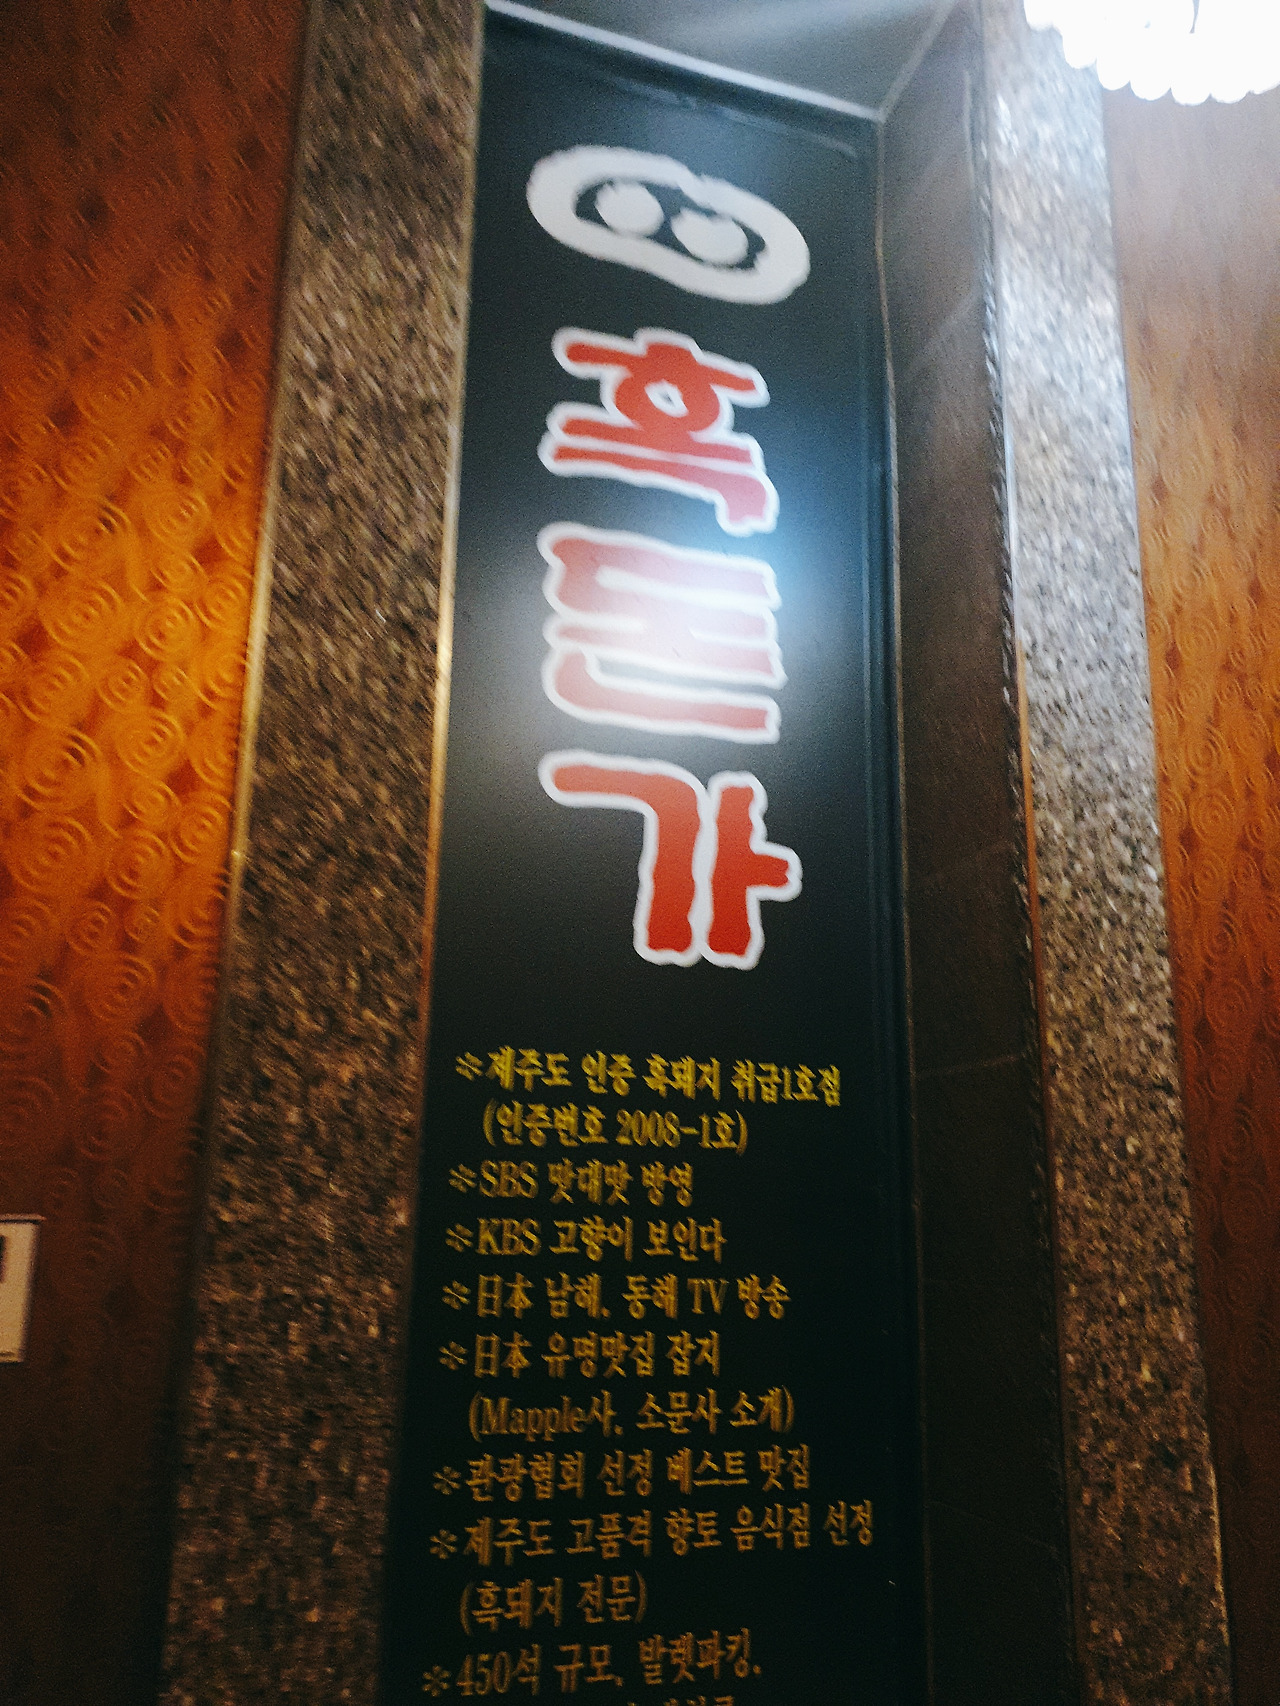 흑돈가
※제주도 인증 흑돼지 취급1호점
(인증번호 2008-1호)
※SBS 맛대맛 방영
※KBS 고향이 보인다
※日本 남해, 동해 TV 방송
※日本 유명맛집 잡지
(Mapple사, 소문사 소개)
※관광협회 선정 베스트 맛집
※제주도 고품격 향토 음식점 선정
(흑돼지 전문)
※450석 규모, 발렛파킹,